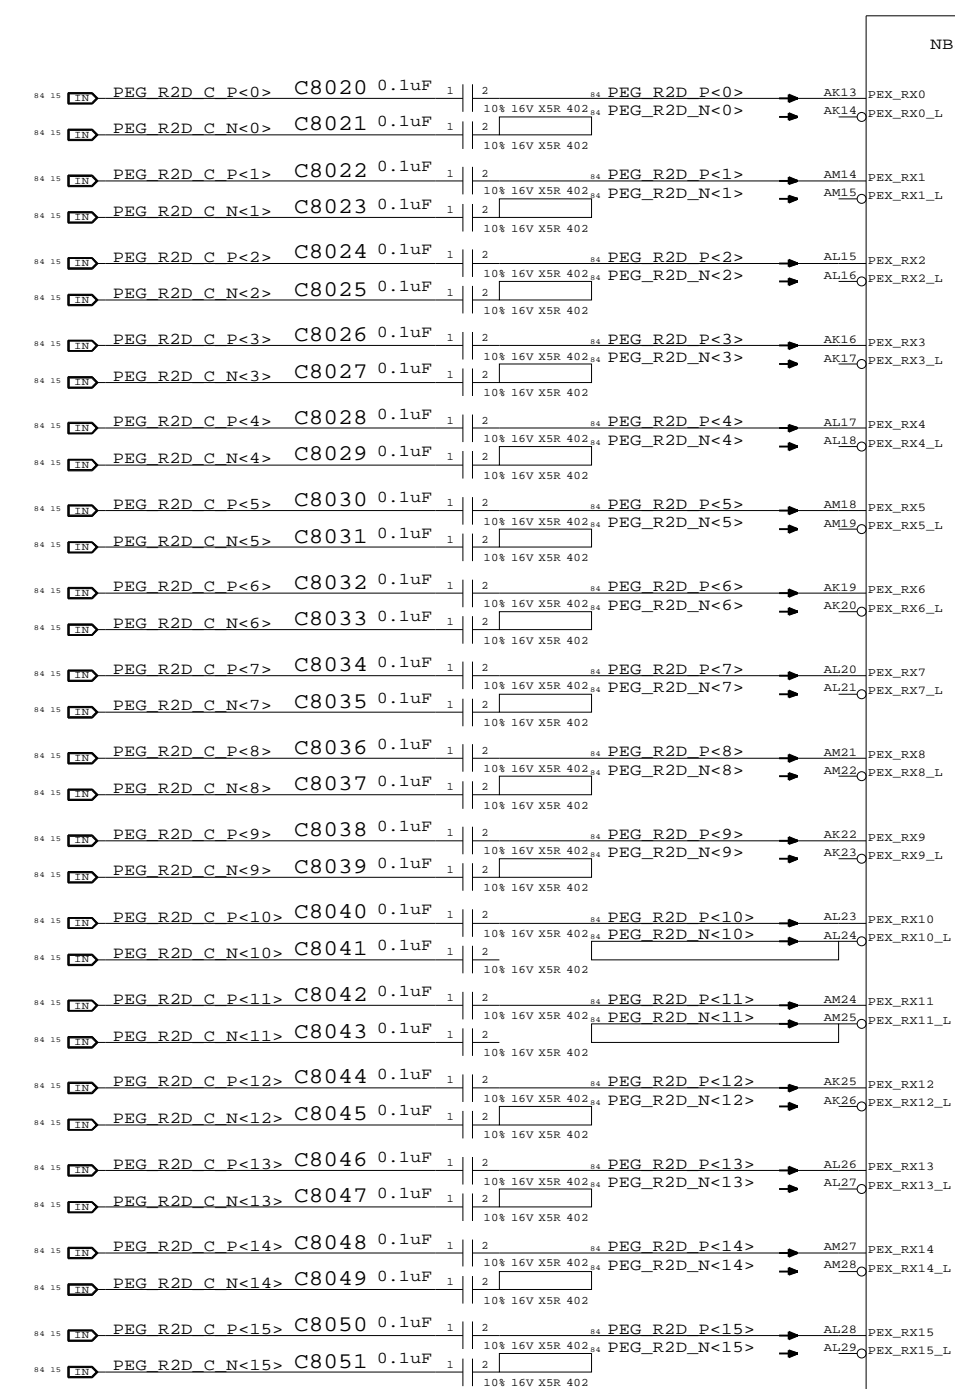 NB
84 15 IN PEG_R2D_C_P<0> C8020 0.1uF 1 2 84 PEG_R2D_P<0> AK13 PEX_RX0
10% 16V X5R 402 84 PEG_R2D_N<0> AK14 PEX_RX0_L
84 15 IN PEG_R2D_C_N<0> C8021 0.1uF 1 2
10% 16V X5R 402
84 15 IN PEG_R2D_C_P<1> C8022 0.1uF 1 2 84 PEG_R2D_P<1> AM14 PEX_RX1
10% 16V X5R 402 84 PEG_R2D_N<1> AM15 PEX_RX1_L
84 15 IN PEG_R2D_C_N<1> C8023 0.1uF 1 2
10% 16V X5R 402
84 15 IN PEG_R2D_C_P<2> C8024 0.1uF 1 2 84 PEG_R2D_P<2> AL15 PEX_RX2
10% 16V X5R 402 84 PEG_R2D_N<2> AL16 PEX_RX2_L
84 15 IN PEG_R2D_C_N<2> C8025 0.1uF 1 2
10% 16V X5R 402
84 15 IN PEG_R2D_C_P<3> C8026 0.1uF 1 2 84 PEG_R2D_P<3> AK16 PEX_RX3
10% 16V X5R 402 84 PEG_R2D_N<3> AK17 PEX_RX3_L
84 15 IN PEG_R2D_C_N<3> C8027 0.1uF 1 2
10% 16V X5R 402
84 15 IN PEG_R2D_C_P<4> C8028 0.1uF 1 2 84 PEG_R2D_P<4> AL17 PEX_RX4
10% 16V X5R 402 84 PEG_R2D_N<4> AL18 PEX_RX4_L
84 15 IN PEG_R2D_C_N<4> C8029 0.1uF 1 2
10% 16V X5R 402
84 15 IN PEG_R2D_C_P<5> C8030 0.1uF 1 2 84 PEG_R2D_P<5> AM18 PEX_RX5
10% 16V X5R 402 84 PEG_R2D_N<5> AM19 PEX_RX5_L
84 15 IN PEG_R2D_C_N<5> C8031 0.1uF 1 2
10% 16V X5R 402
84 15 IN PEG_R2D_C_P<6> C8032 0.1uF 1 2 84 PEG_R2D_P<6> AK19 PEX_RX6
10% 16V X5R 402 84 PEG_R2D_N<6> AK20 PEX_RX6_L
84 15 IN PEG_R2D_C_N<6> C8033 0.1uF 1 2
10% 16V X5R 402
84 15 IN PEG_R2D_C_P<7> C8034 0.1uF 1 2 84 PEG_R2D_P<7> AL20 PEX_RX7
10% 16V X5R 402 84 PEG_R2D_N<7> AL21 PEX_RX7_L
84 15 IN PEG_R2D_C_N<7> C8035 0.1uF 1 2
10% 16V X5R 402
84 15 IN PEG_R2D_C_P<8> C8036 0.1uF 1 2 84 PEG_R2D_P<8> AM21 PEX_RX8
10% 16V X5R 402 84 PEG_R2D_N<8> AM22 PEX_RX8_L
84 15 IN PEG_R2D_C_N<8> C8037 0.1uF 1 2
10% 16V X5R 402
84 15 IN PEG_R2D_C_P<9> C8038 0.1uF 1 2 84 PEG_R2D_P<9> AK22 PEX_RX9
10% 16V X5R 402 84 PEG_R2D_N<9> AK23 PEX_RX9_L
84 15 IN PEG_R2D_C_N<9> C8039 0.1uF 1 2
10% 16V X5R 402
84 15 IN PEG_R2D_C_P<10> C8040 0.1uF 1 2 84 PEG_R2D_P<10> AL23 PEX_RX10
10% 16V X5R 402 84 PEG_R2D_N<10> AL24 PEX_RX10_L
84 15 IN PEG_R2D_C_N<10> C8041 0.1uF 1 2
10% 16V X5R 402
84 15 IN PEG_R2D_C_P<11> C8042 0.1uF 1 2 84 PEG_R2D_P<11> AM24 PEX_RX11
10% 16V X5R 402 84 PEG_R2D_N<11> AM25 PEX_RX11_L
84 15 IN PEG_R2D_C_N<11> C8043 0.1uF 1 2
10% 16V X5R 402
84 15 IN PEG_R2D_C_P<12> C8044 0.1uF 1 2 84 PEG_R2D_P<12> AK25 PEX_RX12
10% 16V X5R 402 84 PEG_R2D_N<12> AK26 PEX_RX12_L
84 15 IN PEG_R2D_C_N<12> C8045 0.1uF 1 2
10% 16V X5R 402
84 15 IN PEG_R2D_C_P<13> C8046 0.1uF 1 2 84 PEG_R2D_P<13> AL26 PEX_RX13
10% 16V X5R 402 84 PEG_R2D_N<13> AL27 PEX_RX13_L
84 15 IN PEG_R2D_C_N<13> C8047 0.1uF 1 2
10% 16V X5R 402
84 15 IN PEG_R2D_C_P<14> C8048 0.1uF 1 2 84 PEG_R2D_P<14> AM27 PEX_RX14
10% 16V X5R 402 84 PEG_R2D_N<14> AM28 PEX_RX14_L
84 15 IN PEG_R2D_C_N<14> C8049 0.1uF 1 2
10% 16V X5R 402
84 15 IN PEG_R2D_C_P<15> C8050 0.1uF 1 2 84 PEG_R2D_P<15> AL28 PEX_RX15
10% 16V X5R 402 84 PEG_R2D_N<15> AL29 PEX_RX15_L
84 15 IN PEG_R2D_C_N<15> C8051 0.1uF 1 2
10% 16V X5R 402